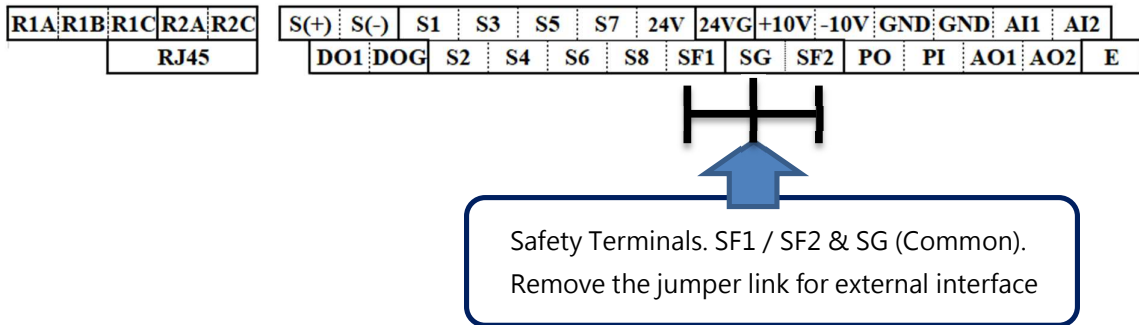 R1A R1B R1C R2A R2C S(+) S(-) S1 S3 S5 S7 24V 24VG +10V -10V GND GND AI1 AI2
RJ45 DO1 DOG S2 S4 S6 S8 SF1 SG SF2 PO PI AO1 AO2 E
Safety Terminals. SF1 / SF2 & SG (Common).
Remove the jumper link for external interface